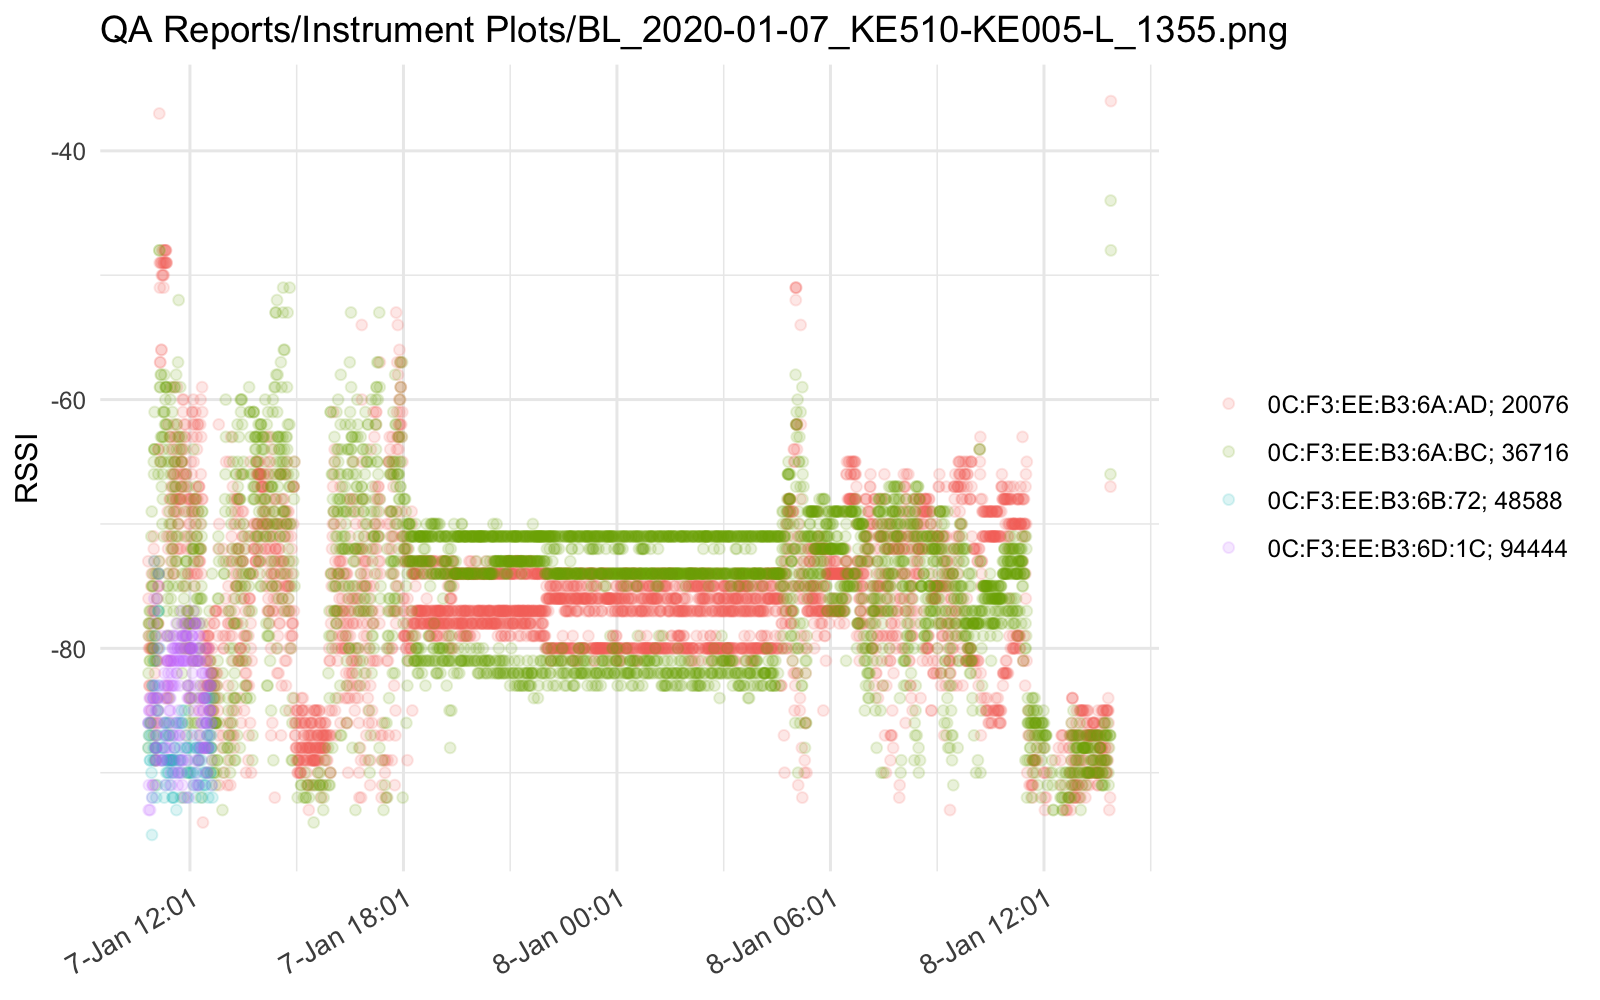 QA Reports/Instrument Plots/BL_2020-01-07_KE510-KE005-L_1355.png
-40
-60
-80
RSSI
0C:F3:EE:B3:6A:AD; 20076
0C:F3:EE:B3:6A:BC; 36716
0C:F3:EE:B3:6B:72; 48588
0C:F3:EE:B3:6D:1C; 94444
7-Jan 12:01
7-Jan 18:01
8-Jan 00:01
8-Jan 06:01
8-Jan 12:01